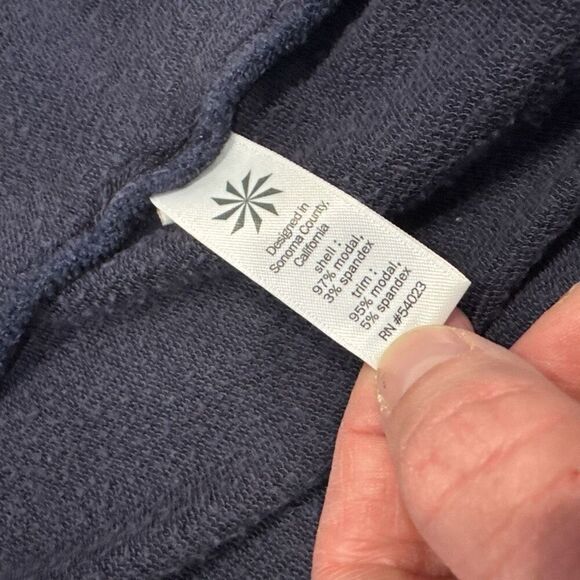 Designed in
Sonoma County,
California
shell :
97% modal,
3% spandex
trim :
95% modal,
5% spandex
RN #54023